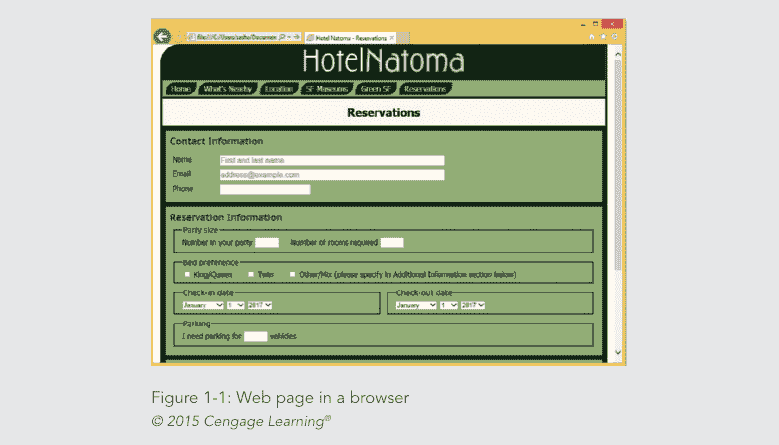 Hotel Natoma - Reservations
HotelNatoma
Home What's Nearby Location SF Museums Green SF Reservations
Reservations
Contact Information
Name First and last name
Email address@example.com
Phone
Reservation Information
Party size
Number in your party Number of rooms required
Bed preference
King/Queen Twin Other/Mix (please specify in Additional Information section below)
Check-in date Check-out date
January 1 2017 January 1 2017
Parking
I need parking for vehicles
Figure 1-1: Web page in a browser
© 2015 Cengage Learning®